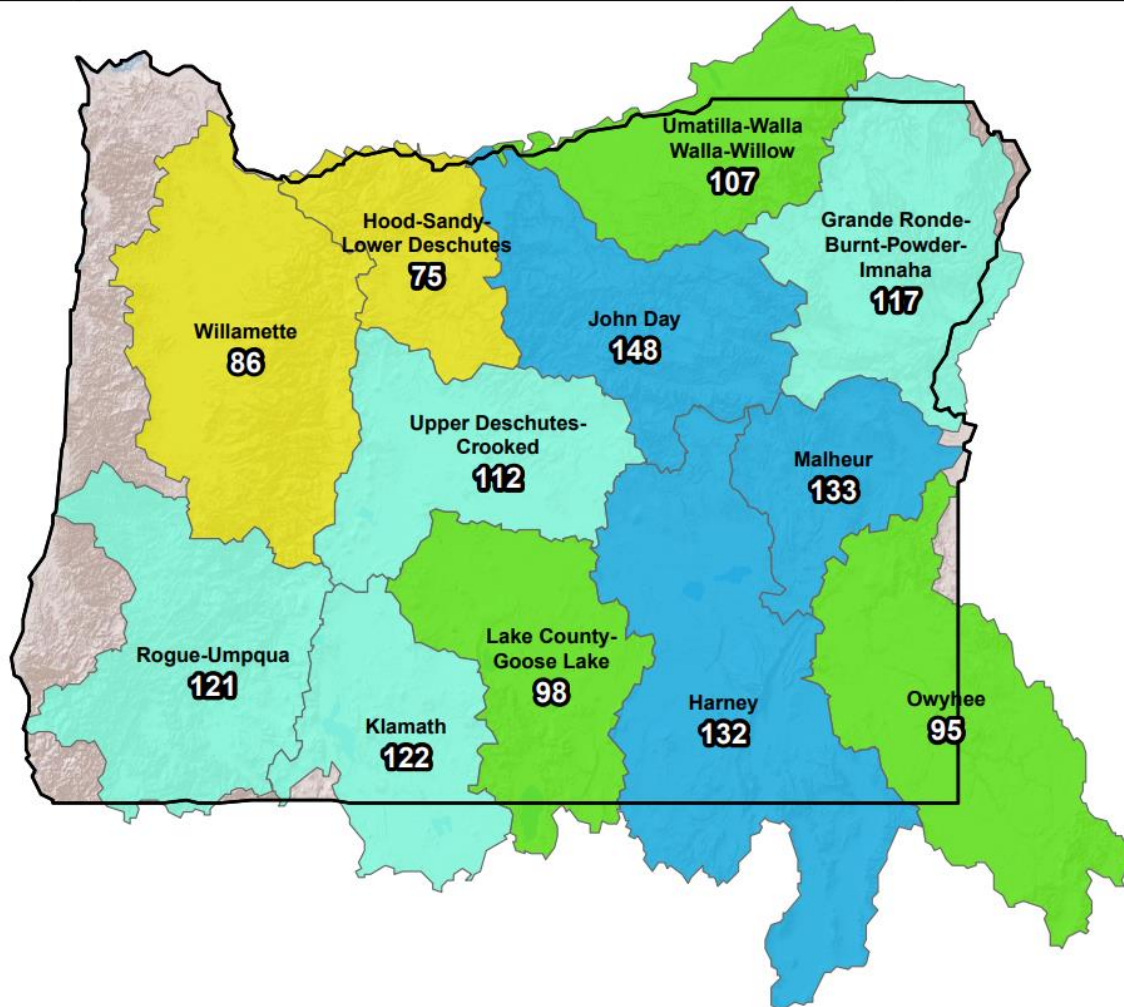 Umatilla-Walla
Walla-Willow
107
Hood-Sandy-
Lower Deschutes
75
Grande Ronde-
Burnt-Powder-
Imnaha
117
Willamette
86
John Day
148
Upper Deschutes-
Crooked
112
Malheur
133
Rogue-Umpqua
121
Lake County-
Goose Lake
98
Klamath
122
Harney
132
Owyhee
95